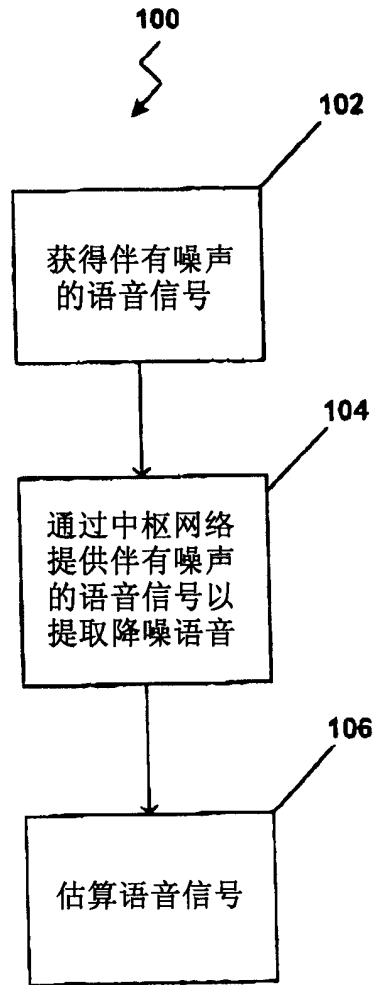 100
102
获得伴有噪声
的语音信号
104
通过中枢网络
提供伴有噪声
的语音信号以
提取降噪语音
106
估算语音信号